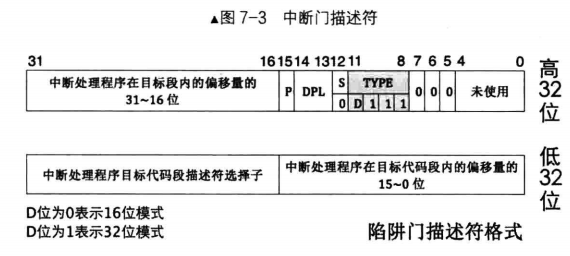 ▲图 7-3 中断门描述符
31 16 15 14 13 12 11 8 7 6 5 4 0
中断处理程序在目标段内的偏移量的
31~16 位
P DPL S TYPE 0 0 0 未使用
0 D 1 1 1
高
32
位
中断处理程序目标代码段描述符选择子
中断处理程序在目标代码段内的偏移量的
15~0 位
低
32
位
D位为0表示16位模式
D位为1表示32位模式
陷阱门描述符格式